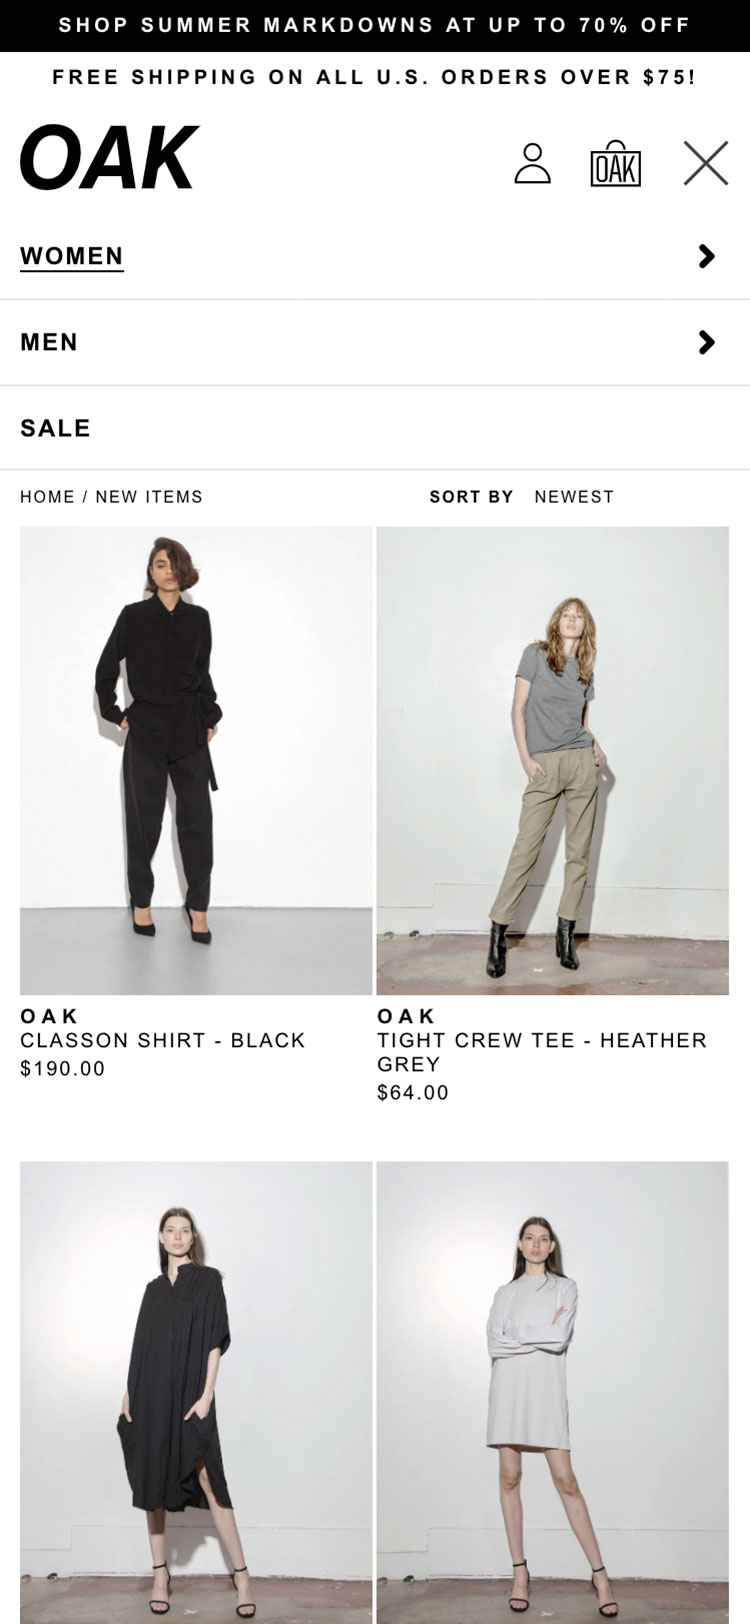 SHOP SUMMER MARKDOWNS AT UP TO 70% OFF
FREE SHIPPING ON ALL U.S. ORDERS OVER $75!
OAK
OAK
WOMEN
MEN
SALE
HOME / NEW ITEMS
SORT BY NEWEST
OAK
CLASSON SHIRT - BLACK
$190.00
OAK
TIGHT CREW TEE - HEATHER
GREY
$64.00